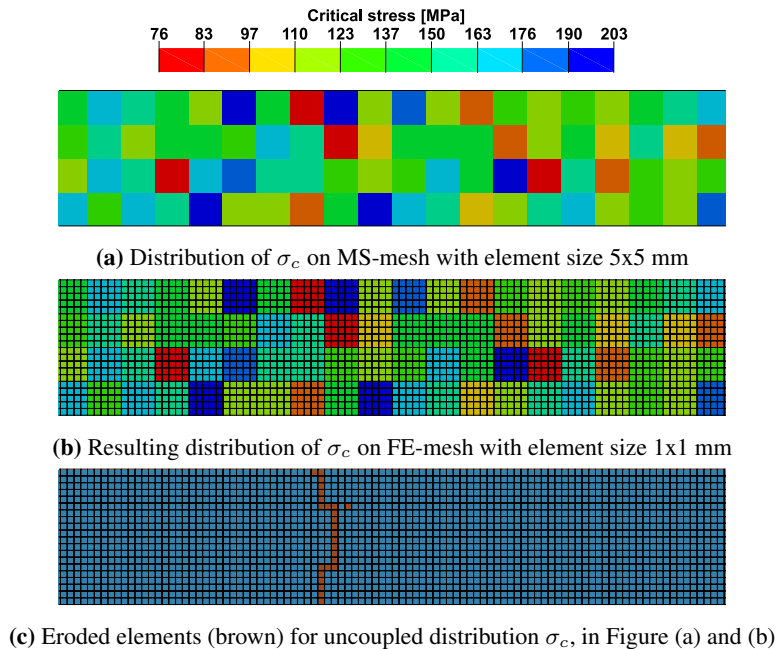 Critical stress [MPa]
76 83 97 110 123 137 150 163 176 190 203
(a) Distribution of σc on MS-mesh with element size 5x5 mm
(b) Resulting distribution of σc on FE-mesh with element size 1x1 mm
(c) Eroded elements (brown) for uncoupled distribution σc, in Figure (a) and (b)